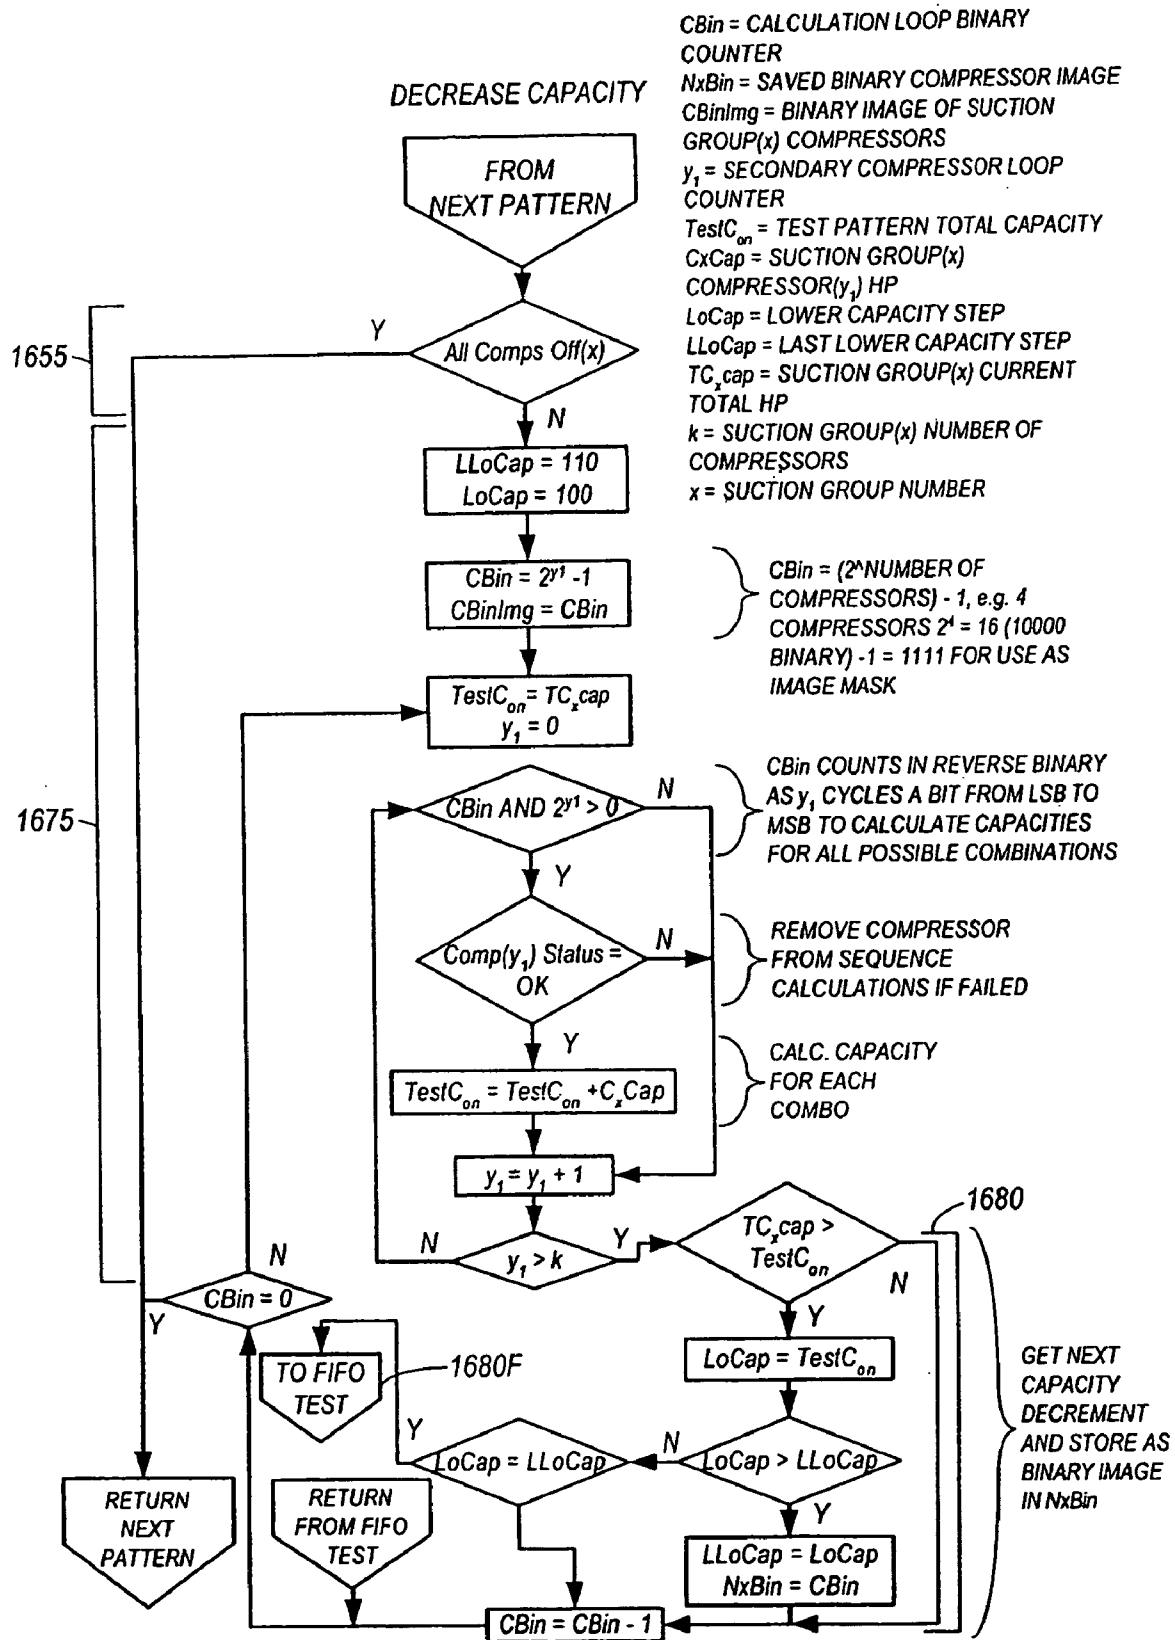 CBin = CALCULATION LOOP BINARY
COUNTER
NxBin = SAVED BINARY COMPRESSOR IMAGE
CBinImg = BINARY IMAGE OF SUCTION
GROUP(x) COMPRESSORS
y₁ = SECONDARY COMPRESSOR LOOP
COUNTER
TestCₒₙ = TEST PATTERN TOTAL CAPACITY
CxCap = SUCTION GROUP(x)
COMPRESSOR(y₁) HP
LoCap = LOWER CAPACITY STEP
LLoCap = LAST LOWER CAPACITY STEP
TCₓcap = SUCTION GROUP(x) CURRENT
TOTAL HP
k = SUCTION GROUP(x) NUMBER OF
COMPRESSORS
x = SUCTION GROUP NUMBER
DECREASE CAPACITY
FROM
NEXT PATTERN
1655
Y
All Comps Off(x)
N
LLoCap = 110
LoCap = 100
CBin = 2^y1 -1
CBinImg = CBin
CBin = (2^NUMBER OF
COMPRESSORS) - 1, e.g. 4
COMPRESSORS 2⁴ = 16 (10000
BINARY) -1 = 1111 FOR USE AS
IMAGE MASK
TestCₒₙ = TCₓcap
y₁ = 0
1675
CBin AND 2^y1 > 0
N
CBin COUNTS IN REVERSE BINARY
AS y₁ CYCLES A BIT FROM LSB TO
MSB TO CALCULATE CAPACITIES
FOR ALL POSSIBLE COMBINATIONS
Y
Comp(y₁) Status =
OK
N
REMOVE COMPRESSOR
FROM SEQUENCE
CALCULATIONS IF FAILED
Y
TestCₒₙ = TestCₒₙ +CₓCap
CALC. CAPACITY
FOR EACH
COMBO
y₁ = y₁ + 1
1680
N
y₁ > k
Y
TCₓcap >
TestCₒₙ
N
N
CBin = 0
Y
Y
LoCap = TestCₒₙ
TO FIFO
TEST
1680F
GET NEXT
CAPACITY
DECREMENT
AND STORE AS
BINARY IMAGE
IN NxBin
Y
LoCap = LLoCap
N
LoCap > LLoCap
Y
RETURN
NEXT
PATTERN
RETURN
FROM FIFO
TEST
LLoCap = LoCap
NxBin = CBin
CBin = CBin - 1